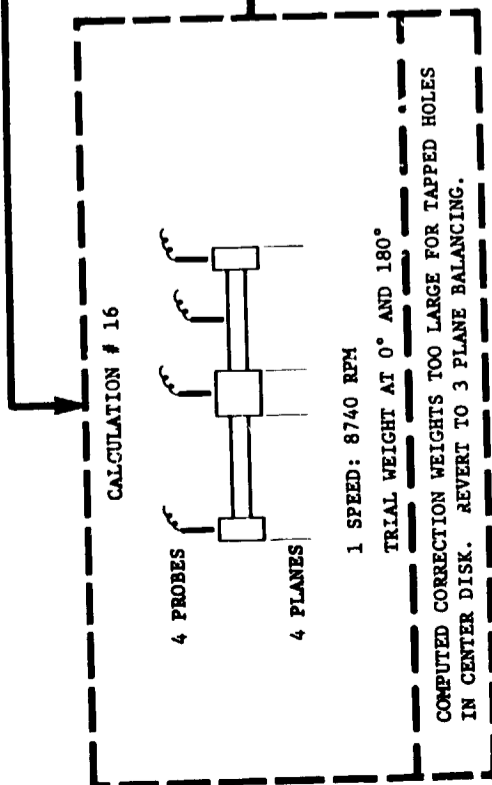 CALCULATION # 16
4 PROBES
4 PLANES
1 SPEED: 8740 RPM
TRIAL WEIGHT AT 0° AND 180°
COMPUTED CORRECTION WEIGHTS TOO LARGE FOR TAPPED HOLES
IN CENTER DISK. REVERT TO 3 PLANE BALANCING.